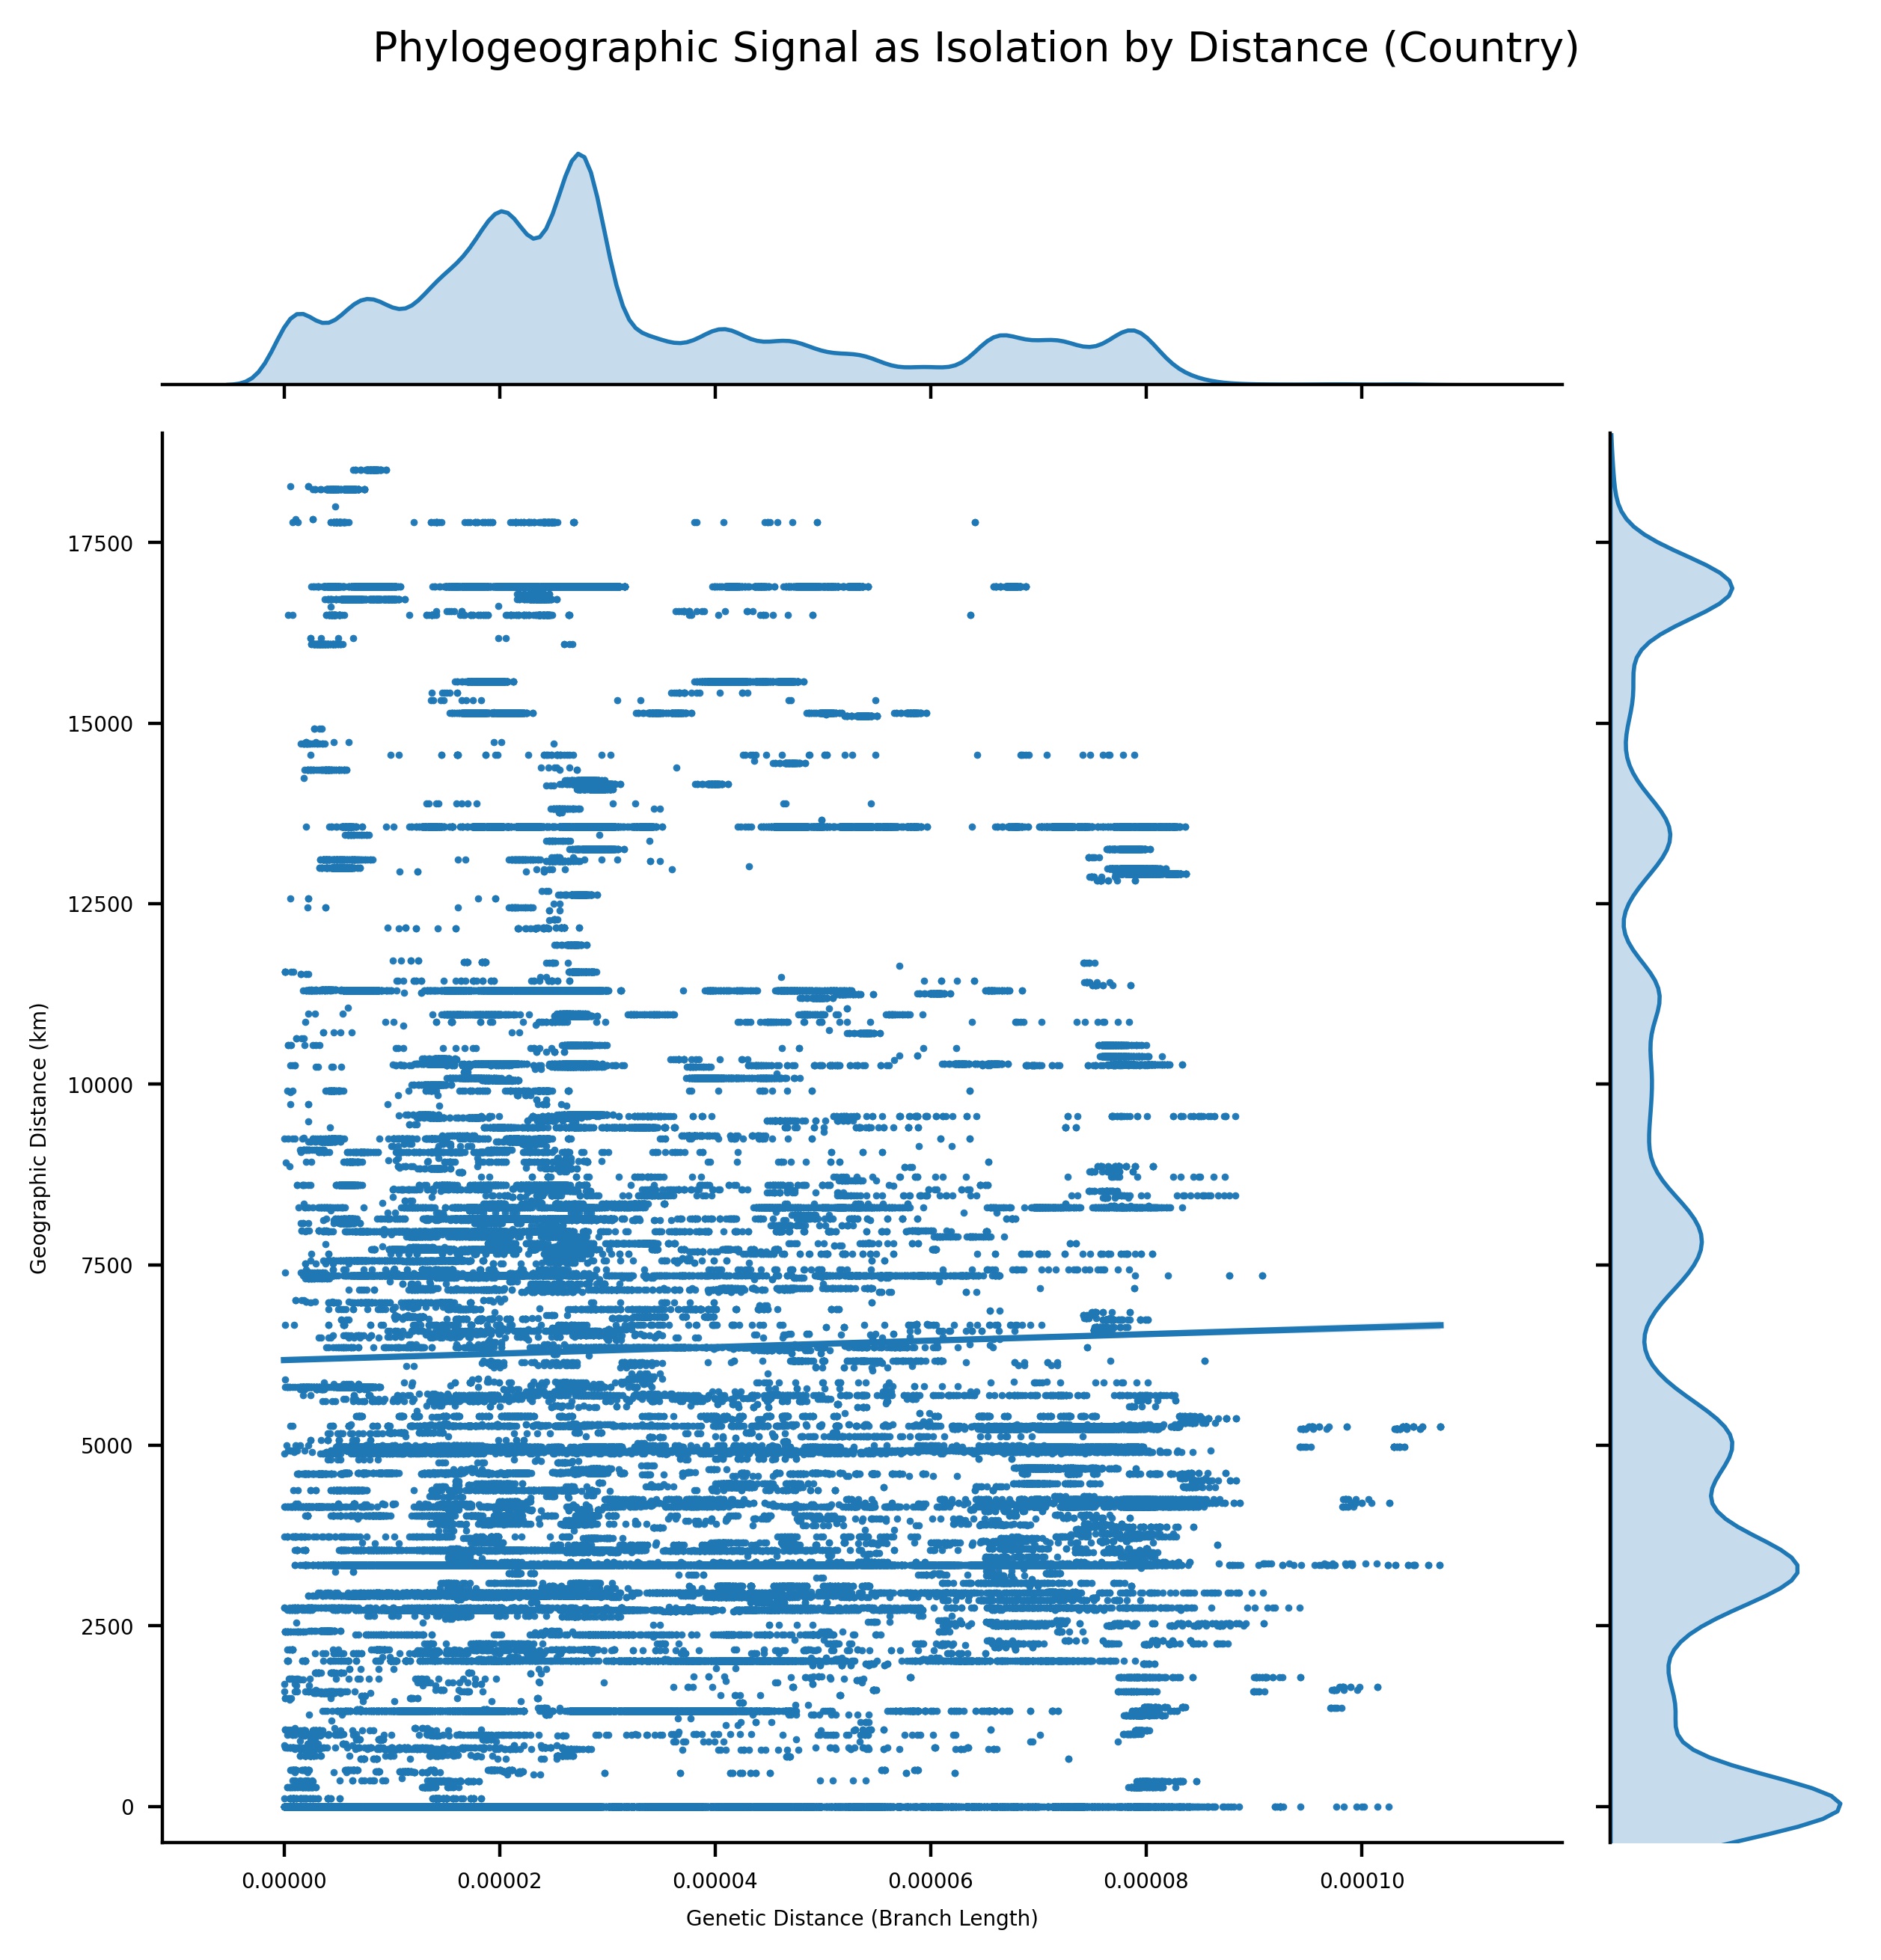 Phylogeographic Signal as Isolation by Distance (Country)
17500
15000
12500
10000
7500
5000
2500
0
Geographic Distance (km)
0.00000 0.00002 0.00004 0.00006 0.00008 0.00010
Genetic Distance (Branch Length)